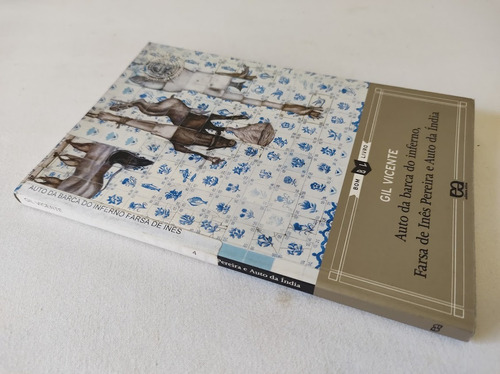 BOM LIVRO
GIL VICENTE
Auto da barca do inferno,
Farsa de Inês Pereira e Auto da Índia
AUTO DA BARCA DO INFERNO FARSA DE INES
Pereira e Auto da Índia